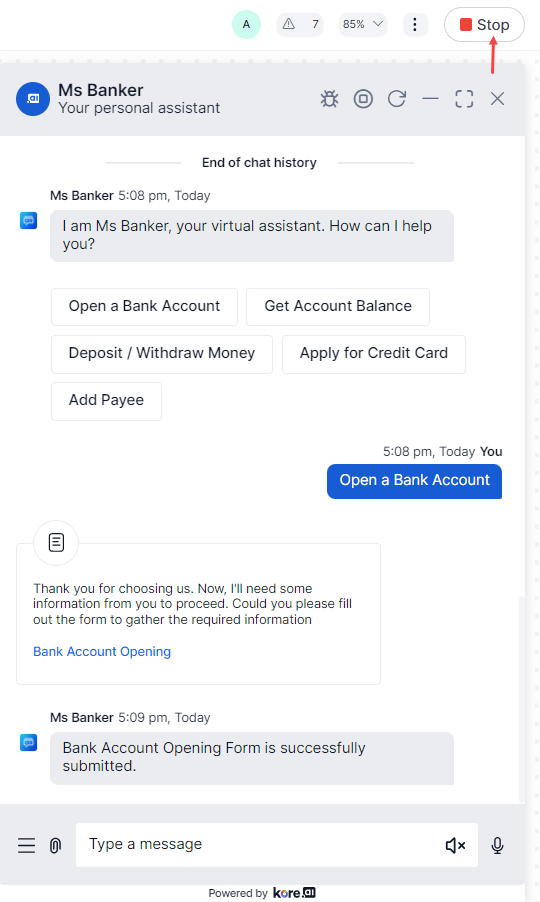 A
7
85%
Stop
.ai
Ms Banker
Your personal assistant
End of chat history
Ms Banker 5:08 pm, Today
I am Ms Banker, your virtual assistant. How can I help
you?
Open a Bank Account
Get Account Balance
Deposit / Withdraw Money
Apply for Credit Card
Add Payee
5:08 pm, Today You
Open a Bank Account
Thank you for choosing us. Now, I'll need some
information from you to proceed. Could you please fill
out the form to gather the required information
Bank Account Opening
Ms Banker 5:09 pm, Today
Bank Account Opening Form is successfully
submitted.
Type a message
Powered by kore.ai